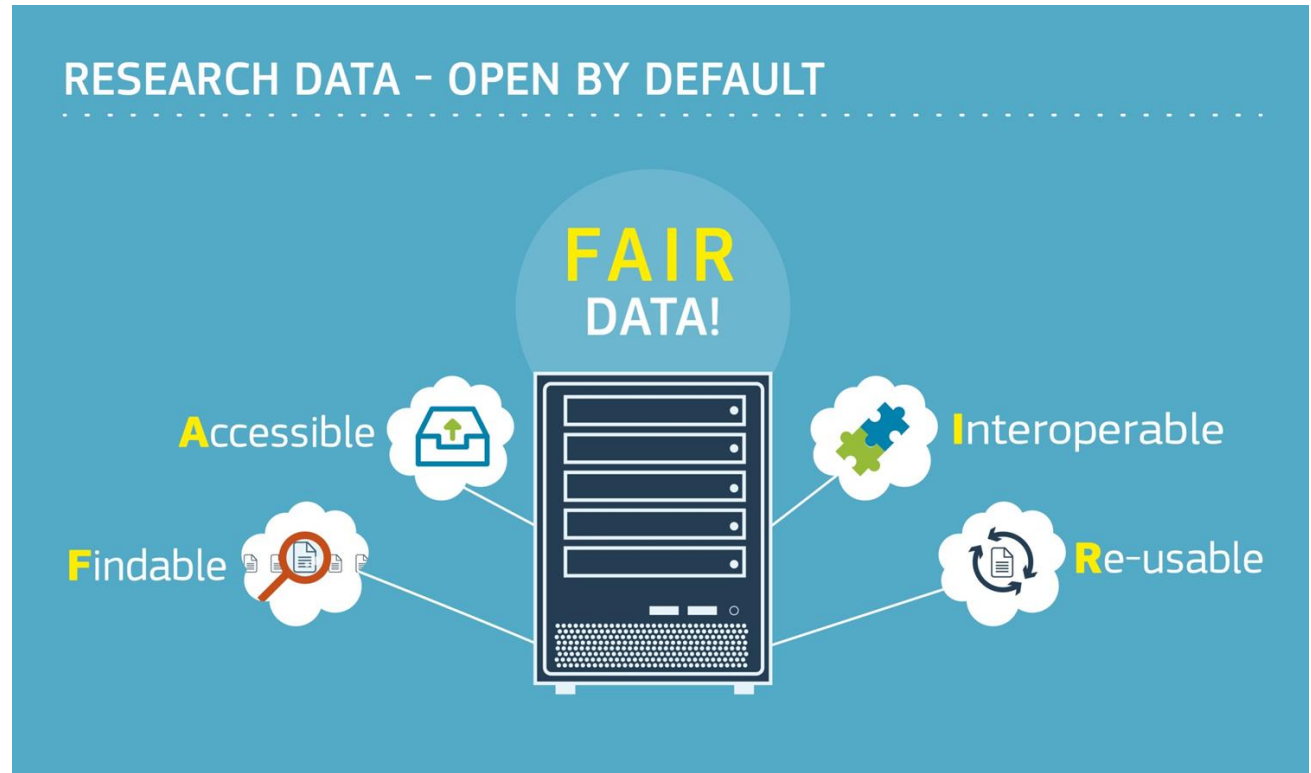 RESEARCH DATA - OPEN BY DEFAULT
FAIR
DATA!
Accessible
Interoperable
Findable
Re-usable